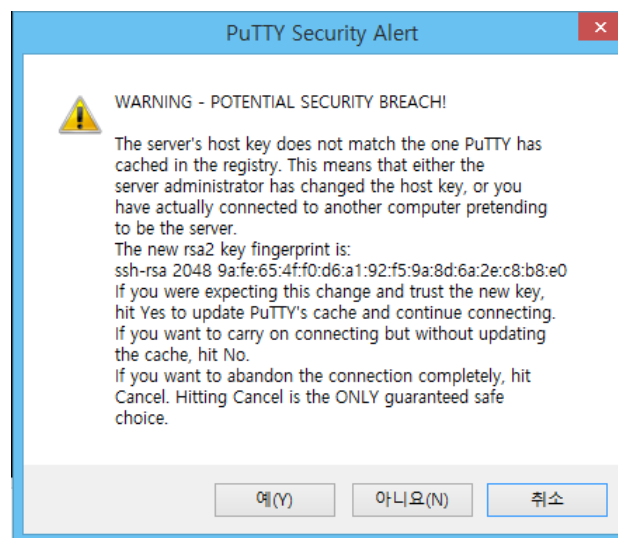 PuTTY Security Alert
WARNING - POTENTIAL SECURITY BREACH!
The server's host key does not match the one PuTTY has
cached in the registry. This means that either the
server administrator has changed the host key, or you
have actually connected to another computer pretending
to be the server.
The new rsa2 key fingerprint is:
ssh-rsa 2048 9a:fe:65:4f:f0:d6:a1:92:f5:9a:8d:6a:2e:c8:b8:e0
If you were expecting this change and trust the new key,
hit Yes to update PuTTY's cache and continue connecting.
If you want to carry on connecting but without updating
the cache, hit No.
If you want to abandon the connection completely, hit
Cancel. Hitting Cancel is the ONLY guaranteed safe
choice.
예(Y) 아니요(N) 취소